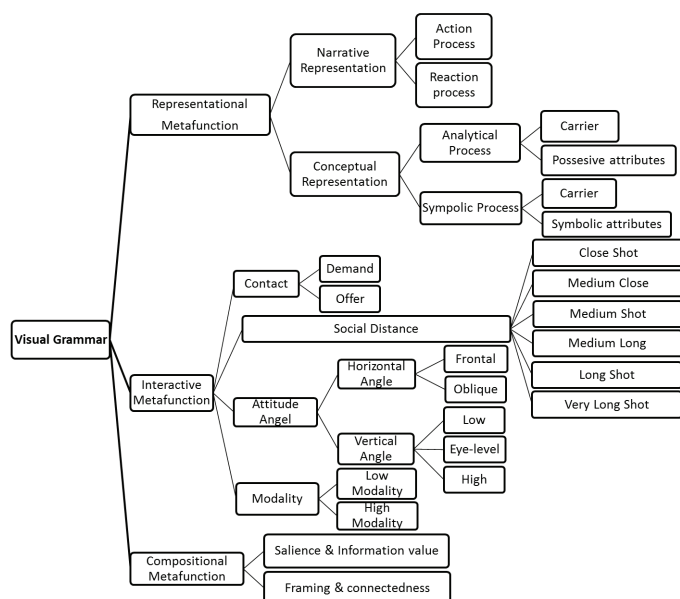 Visual Grammar
Representational
Metafunction
Narrative
Representation
Action
Process
Reaction
process
Conceptual
Representation
Analytical
Process
Carrier
Possesive attributes
Sympolic Process
Carrier
Symbolic attributes
Interactive
Metafunction
Contact
Demand
Offer
Social Distance
Close Shot
Medium Close
Medium Shot
Medium Long
Long Shot
Very Long Shot
Attitude
Angel
Horizontal
Angle
Frontal
Oblique
Vertical
Angle
Low
Eye-level
High
Modality
Low
Modality
High
Modality
Compositional
Metafunction
Salience & Information value
Framing & connectedness